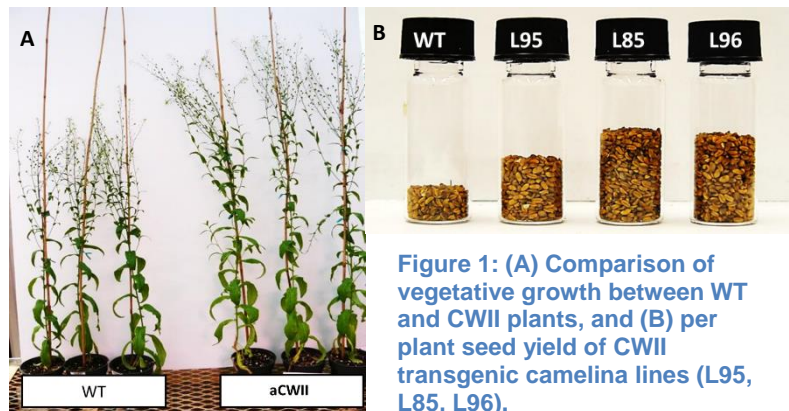 A
WT
aCWII
B
WT
L95
L85
L96
Figure 1: (A) Comparison of
vegetative growth between WT
and CWII plants, and (B) per
plant seed yield of CWII
transgenic camelina lines (L95,
L85, L96).